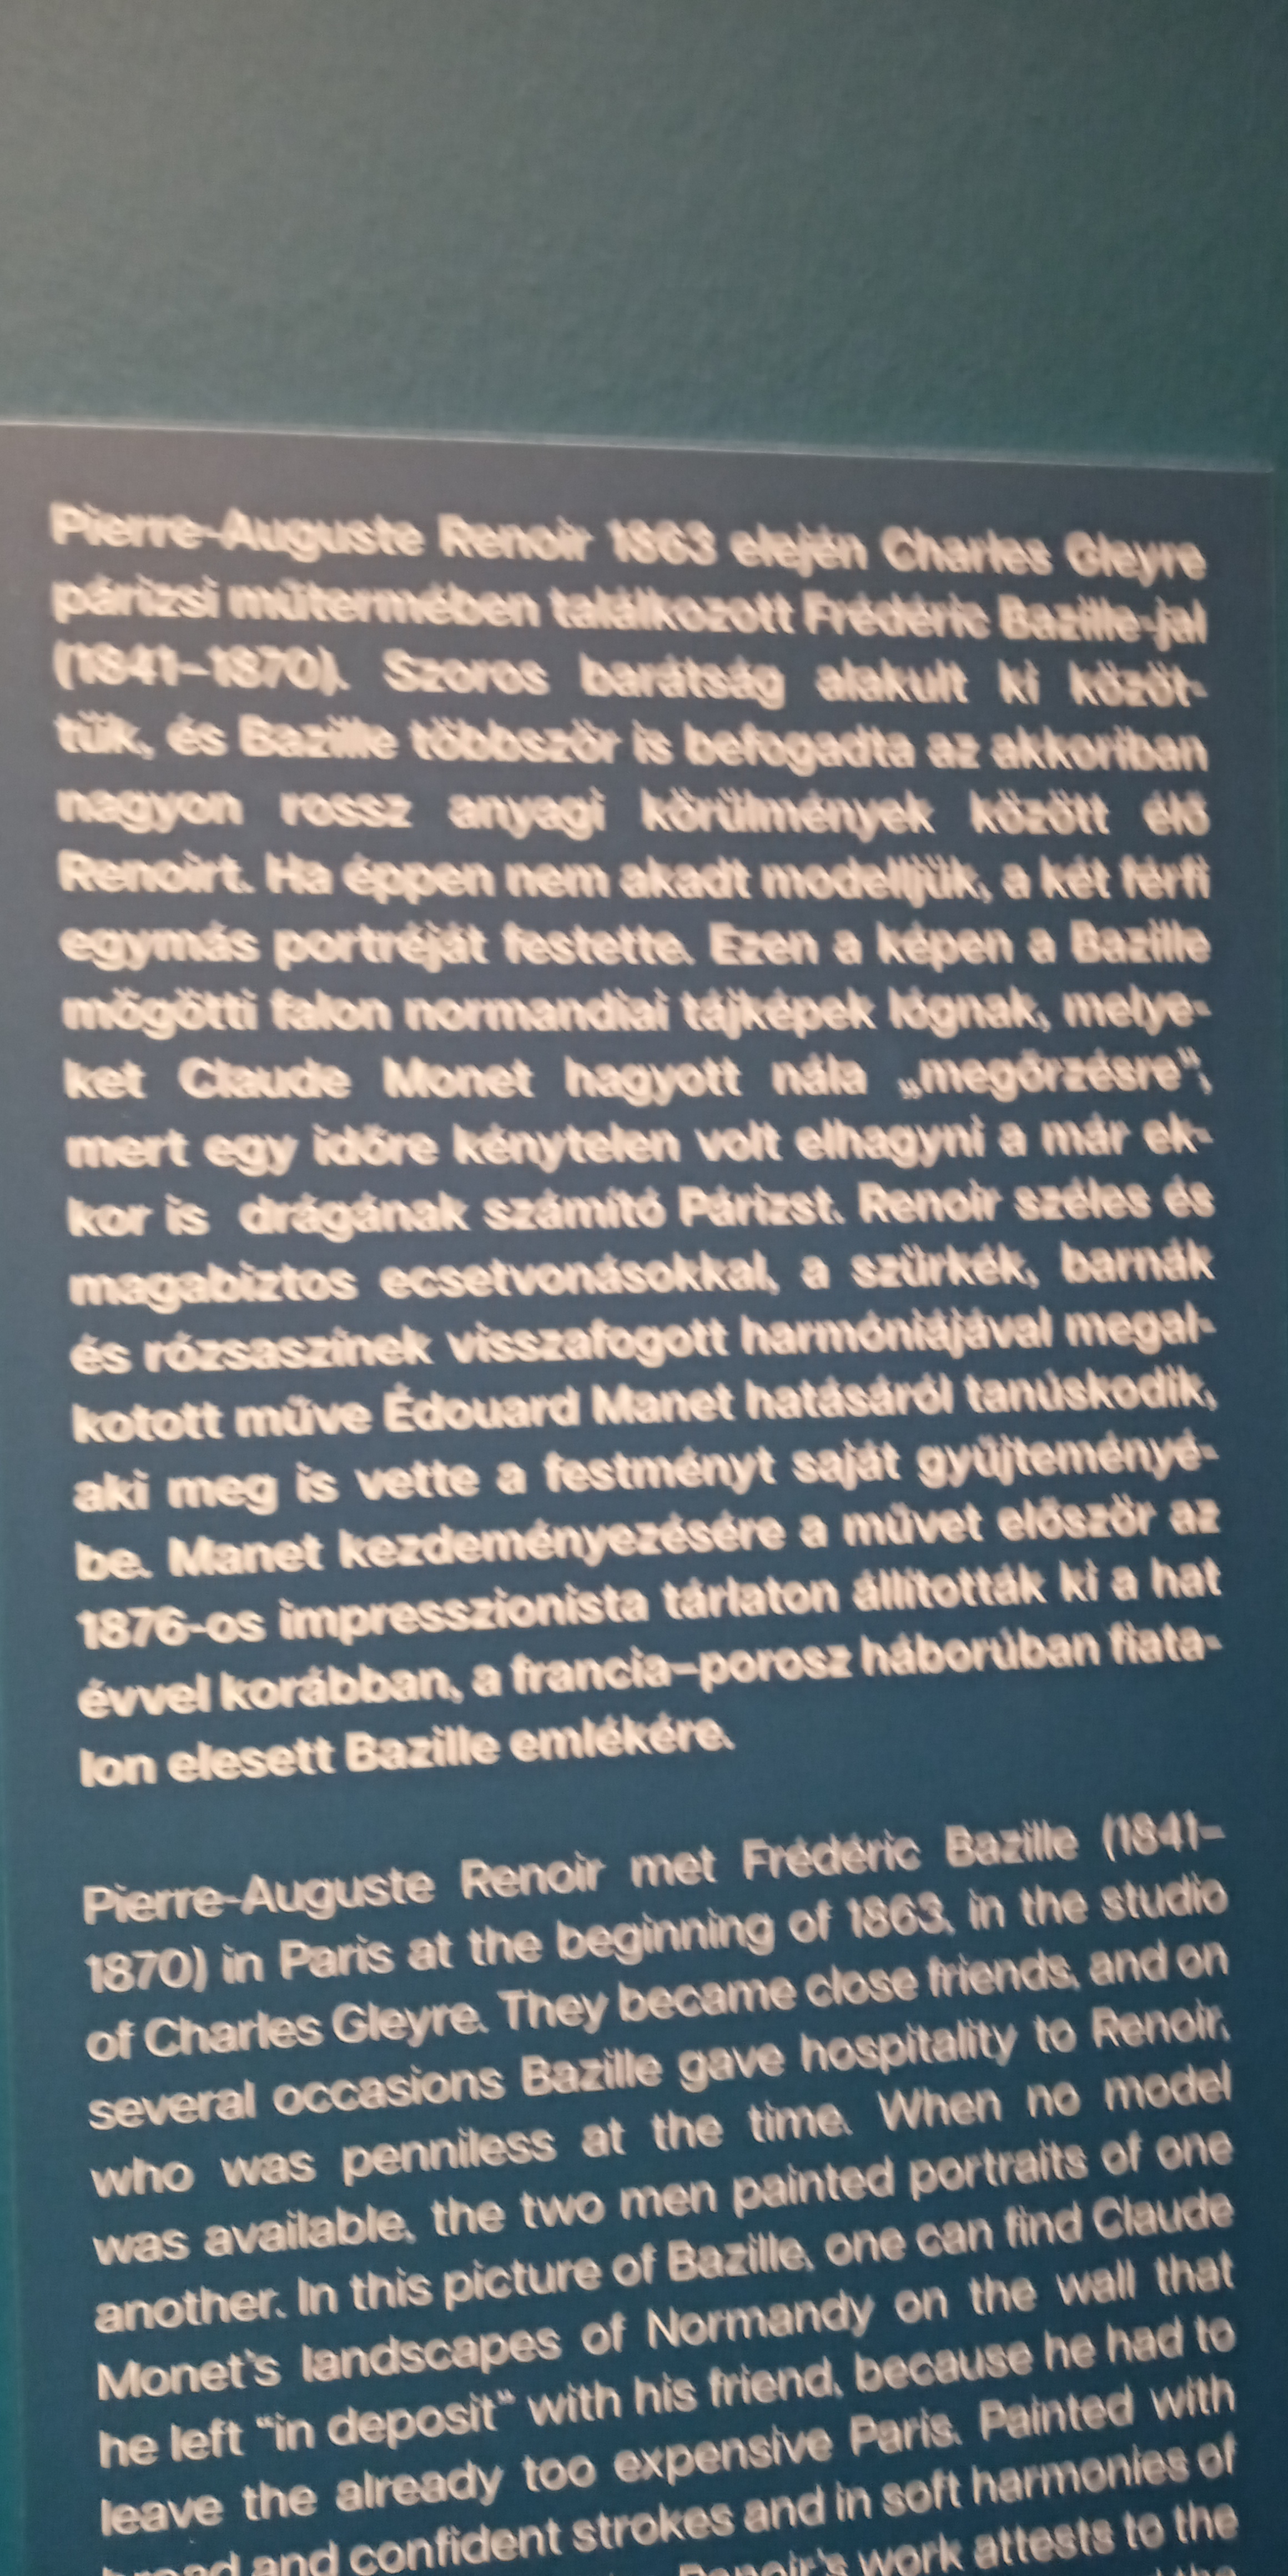 Pierre-Auguste Renoir 1863 elején Charles Gleyre
párizsi műtermében találkozott Frédéric Bazille-jal
(1841–1870). Szoros barátság alakult ki közöt-
tük, és Bazille többször is befogadta az akkoriban
nagyon rossz anyagi körülmények között élő
Renoirt. Ha éppen nem akadt modelljük, a két férfi
egymás portréját festette. Ezen a képen a Bazille
mögötti falon normandiai tájképek lógnak, melye-
ket Claude Monet hagyott nála „megőrzésre",
mert egy időre kénytelen volt elhagyni a már ek-
kor is drágának számító Párizst. Renoir széles és
magabiztos ecsetvonásokkal, a szürkék, barnák
és rózsaszínek visszafogott harmóniájával megal-
kotott műve Édouard Manet hatásáról tanúskodik,
aki meg is vette a festményt saját gyűjteményé-
be. Manet kezdeményezésére a művet először az
1876-os impresszionista tárlaton állították ki a hat
évvel korábban, a francia–porosz háborúban fiata-
lon elesett Bazille emlékére.
Pierre-Auguste Renoir met Frédéric Bazille (1841–
1870) in Paris at the beginning of 1863, in the studio
of Charles Gleyre. They became close friends, and on
several occasions Bazille gave hospitality to Renoir,
who was penniless at the time. When no model
was available, the two men painted portraits of one
another. In this picture of Bazille, one can find Claude
Monet's landscapes of Normandy on the wall that
he left "in deposit" with his friend, because he had to
leave the already too expensive Paris. Painted with
broad and confident strokes and in soft harmonies of
Renoir's work attests to the